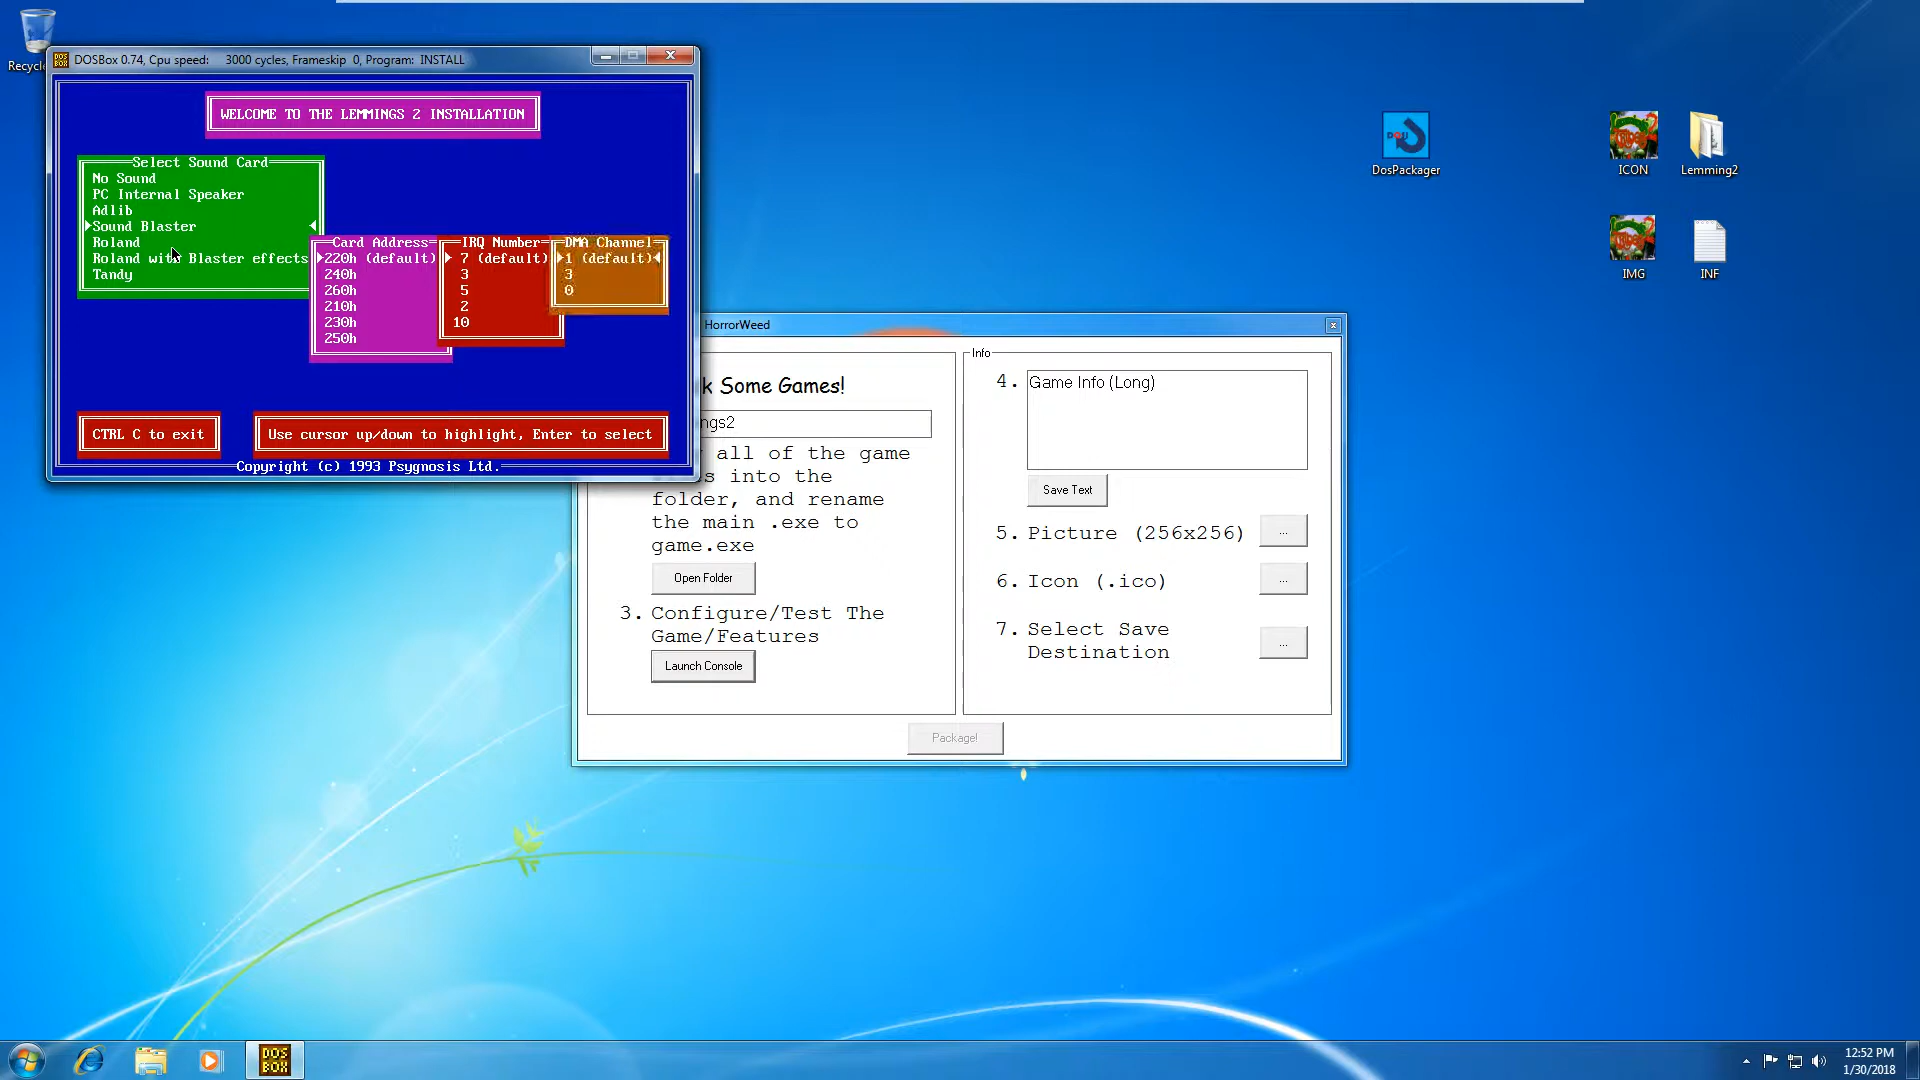 Recycle
DOSBox 0.74, Cpu speed: 3000 cycles, Frameskip 0, Program: INSTALL
WELCOME TO THE LEMMINGS 2 INSTALLATION
Select Sound Card
No Sound
PC Internal Speaker
Adlib
Sound Blaster
Roland
Roland with Blaster effects
Tandy
Card Address
220h (default)
240h
260h
210h
230h
250h
IRQ Number
7 (default)
3
5
2
10
DMA Channel
1 (default)
3
0
CTRL C to exit
Use cursor up/down to highlight, Enter to select
Copyright (c) 1993 Psygnosis Ltd.
DosPackager
ICON
Lemming2
IMG
INF
HorrorWeed
k Some Games!
ngs2
all of the game
into the
folder, and rename
the main .exe to
game.exe
Open Folder
3. Configure/Test The
Game/Features
Launch Console
Info
4. Game Info (Long)
Save Text
5. Picture (256x256) ...
6. Icon (.ico) ...
7. Select Save
Destination ...
Package!
DOS
BOX
12:52 PM
1/30/2018